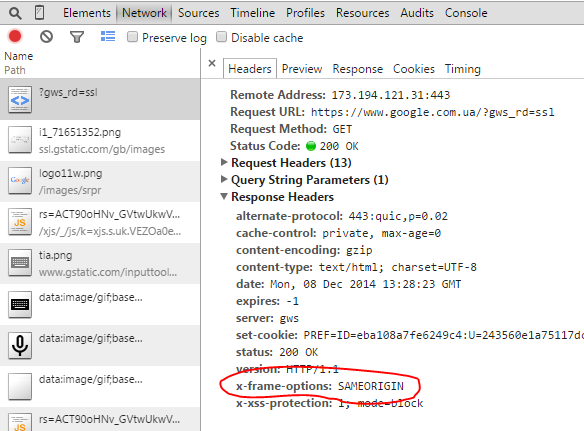 Elements Network Sources Timeline Profiles Resources Audits Console
Preserve log Disable cache
Name
Path
× Headers Preview Response Cookies Timing
?gws_rd=ssl
i1_71651352.png
ssl.gstatic.com/gb/images
logo11w.png
/images/srpr
rs=ACT90oHNv_GVtwUkwV...
/xjs/_/js/k=xjs.s.uk.VEZOa0e...
tia.png
www.gstatic.com/inputtool...
data:image/gif;base...
data:image/gif;base...
data:image/gif;base...
rs=ACT90oHNv_GVtwUkwV...
Remote Address: 173.194.121.31:443
Request URL: https://www.google.com.ua/?gws_rd=ssl
Request Method: GET
Status Code: 200 OK
Request Headers (13)
Query String Parameters (1)
Response Headers
alternate-protocol: 443:quic,p=0.02
cache-control: private, max-age=0
content-encoding: gzip
content-type: text/html; charset=UTF-8
date: Mon, 08 Dec 2014 13:28:23 GMT
expires: -1
server: gws
set-cookie: PREF=ID=eba108a7fe6249c4:U=243560e1a75117dc
status: 200 OK
version: HTTP/1.1
x-frame-options: SAMEORIGIN
x-xss-protection: 1; mode=block